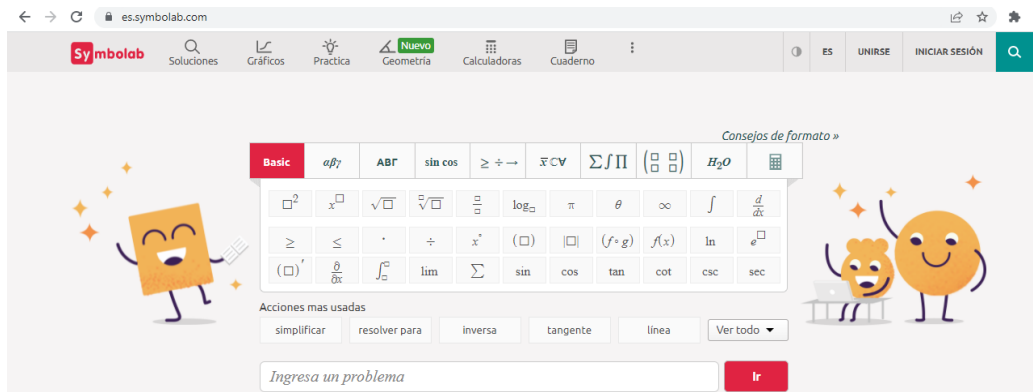 es.symbolab.com
Symbolab
Soluciones
Gráficos
Practica
Nuevo
Geometría
Calculadoras
Cuaderno
ES
UNIRSE
INICIAR SESIÓN
Consejos de formato »
Basic αβγ ΑΒΓ sin cos ≥ ÷ → x̅ ℂ ∀ ∑ ∫ ∏ (□ □ □ □) H₂O
□² x^□ √□ □√□ □/□ log□ π θ ∞ ∫ d/dx
≥ ≤ · ÷ x° (□) |□| (f∘g) f(x) ln e^□
(□)′ ∂/∂x ∫□□ lim ∑ sin cos tan cot csc sec
Acciones mas usadas
simplificar resolver para inversa tangente línea Ver todo ▼
Ingresa un problema Ir